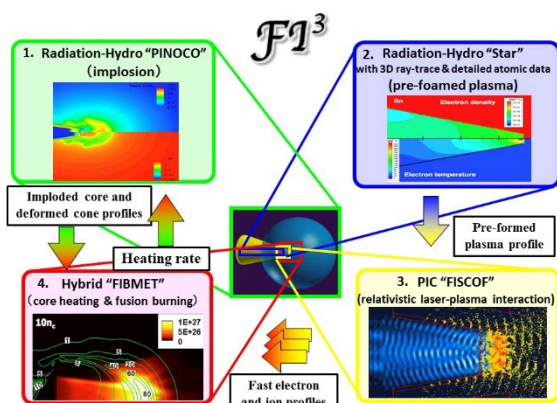 FI³
1. Radiation-Hydro “PINOCO”
(implosion)
2. Radiation-Hydro “Star”
with 3D ray-trace & detailed atomic data
(pre-foamed plasma)
Sn
Electron density
Electron temperature
Imploded core and
deformed cone profiles
Heating rate
Pre-formed
plasma profile
4. Hybrid “FIBMET”
(core heating & fusion burning)
10nc
1E+27
5E+26
0
60
80
3. PIC “FISCOF”
(relativistic laser-plasma interaction)
Fast electron
and ion profiles